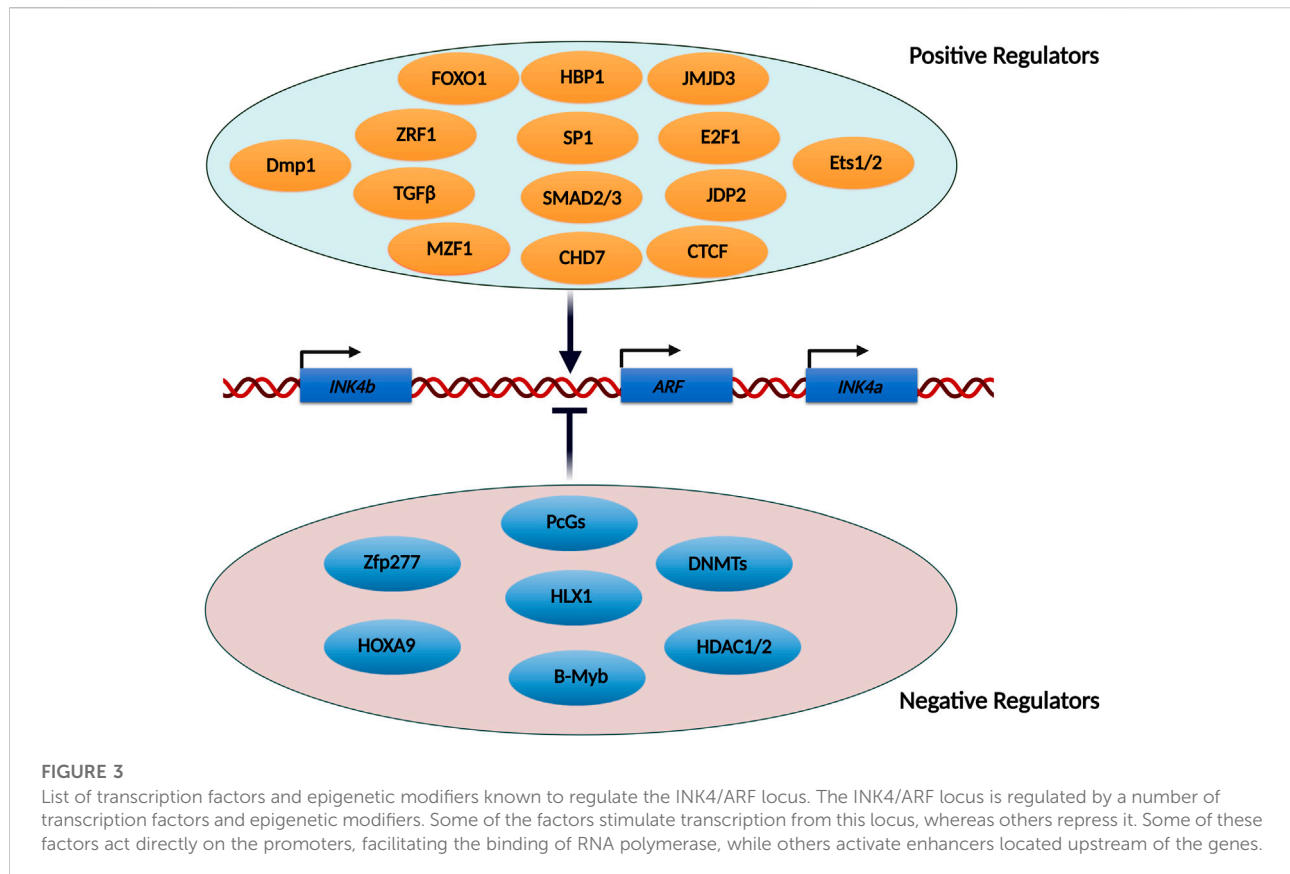 Positive Regulators
FOXO1
HBP1
JMJD3
ZRF1
SP1
E2F1
Dmp1
Ets1/2
TGFβ
SMAD2/3
JDP2
MZF1
CHD7
CTCF
INK4b
ARF
INK4a
PcGs
Zfp277
DNMTs
HLX1
HOXA9
HDAC1/2
B-Myb
Negative Regulators
FIGURE 3
List of transcription factors and epigenetic modifiers known to regulate the INK4/ARF locus. The INK4/ARF locus is regulated by a number of
transcription factors and epigenetic modifiers. Some of the factors stimulate transcription from this locus, whereas others repress it. Some of these
factors act directly on the promoters, facilitating the binding of RNA polymerase, while others activate enhancers located upstream of the genes.